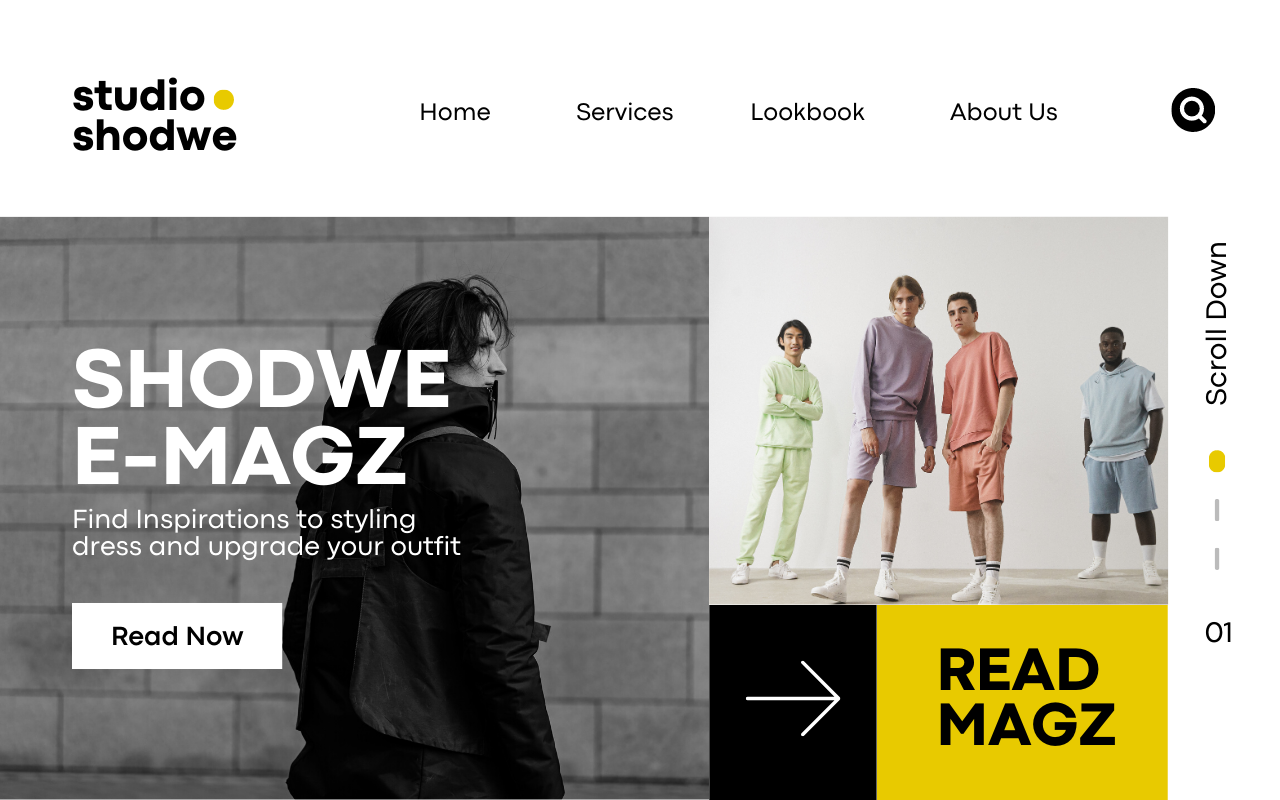 studio
shodwe
Home
Services
Lookbook
About Us
SHODWE
E-MAGZ
Find Inspirations to styling
dress and upgrade your outfit
Read Now
READ
MAGZ
Scroll Down
01